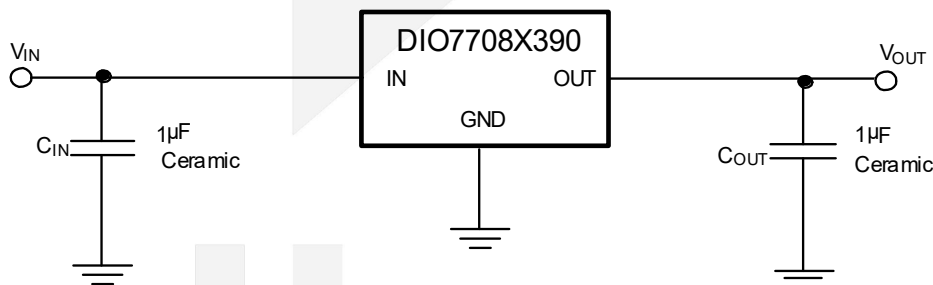 DIO7708X390
VIN
IN
OUT
VOUT
GND
CIN
1µF
Ceramic
COUT
1µF
Ceramic